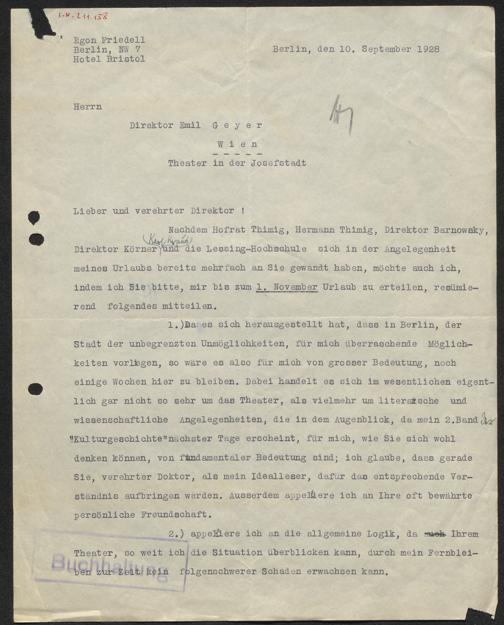 I.N. 211.158
Egon Friedell
Berlin, NW 7
Hotel Bristol
Berlin, den 10. September 1928
Herrn
Direktor Emil G e y e r
W i e n
Theater in der Josefstadt
Lieber und verehrter Direktor !
Nachdem Hofrat Thimig, Hermann Thimig, Direktor Barnowsky,
Direktor Körner, und die Lessing-Hochschule sich in der Angelegenheit
meines Urlaubs bereits mehrfach an Sie gewandt haben, möchte auch ich,
indem ich Sie bitte, mir bis zum 1. November Urlaub zu erteilen, resümie-
rend folgendes mitteilen.
1.)Da es sich herausgestellt hat, dass in Berlin, der
Stadt der unbegrenzten Unmöglichkeiten, für mich überraschende Möglich-
keiten vorliegen, so wäre es also für mich von grosser Bedeutung, noch
einige Wochen hier zu bleiben. Dabei handelt es sich im wesentlichen eigent-
lich gar nicht so sehr um das Theater, als vielmehr um literarische und
wissenschaftliche Angelegenheiten, die in dem Augenblick, da mein 2.Band der
"Kulturgeschichte"nächster Tage erscheint, für mich, wie Sie sich wohl
denken können, von fundamentaler Bedeutung sind; ich glaube, dass gerade
Sie, verehrter Doktor, als mein Idealleser, dafür das entsprechende Ver-
ständnis aufbringen werden. Ausserdem appelliere ich an Ihre oft bewährte
persönliche Freundschaft.
2.) appelliere ich an die allgemeine Logik, da auch Ihrem
Theater, so weit ich die Situation überblicken kann, durch mein Fernblei-
ben zur Zeit kein folgenschwerer Schaden erwachsen kann.
Buchhaltung